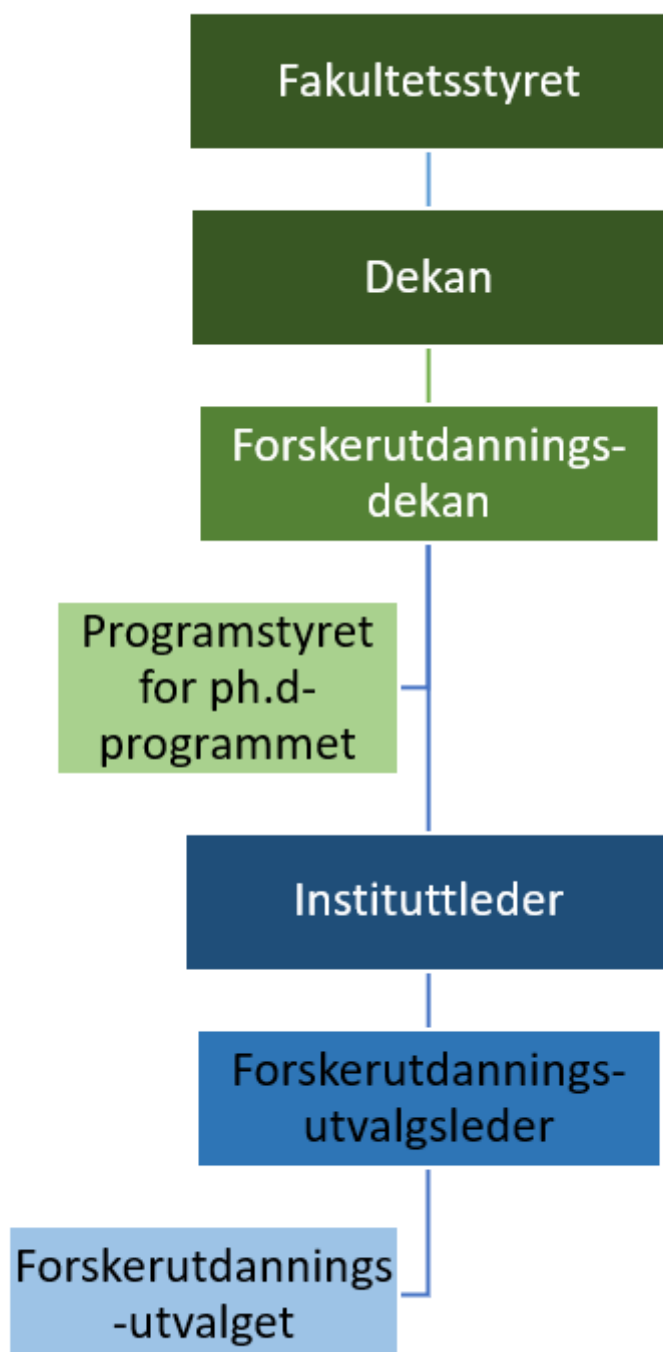 Fakultetsstyret
Dekan
Forskerutdannings-
dekan
Programstyret
for ph.d-
programmet
Instituttleder
Forskerutdannings-
utvalgsleder
Forskerutdannings
-utvalget